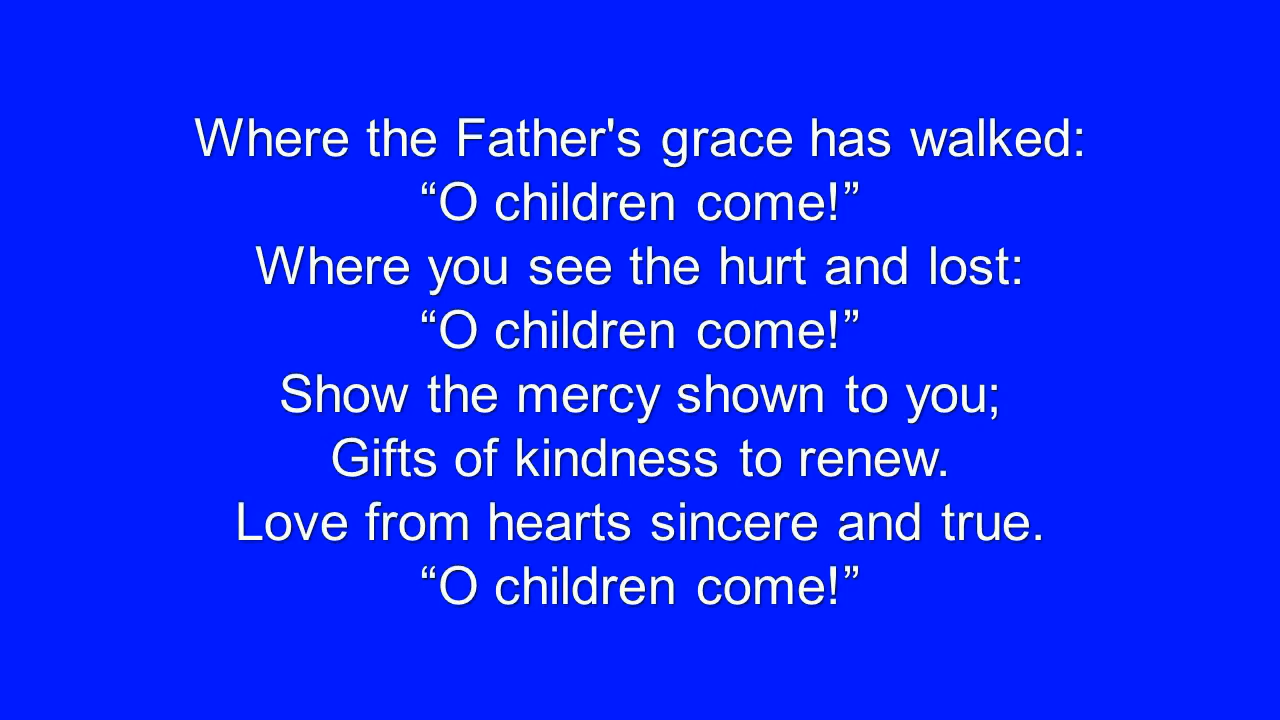 Where the Father's grace has walked:
“O children come!”
Where you see the hurt and lost:
“O children come!”
Show the mercy shown to you;
Gifts of kindness to renew.
Love from hearts sincere and true.
“O children come!”